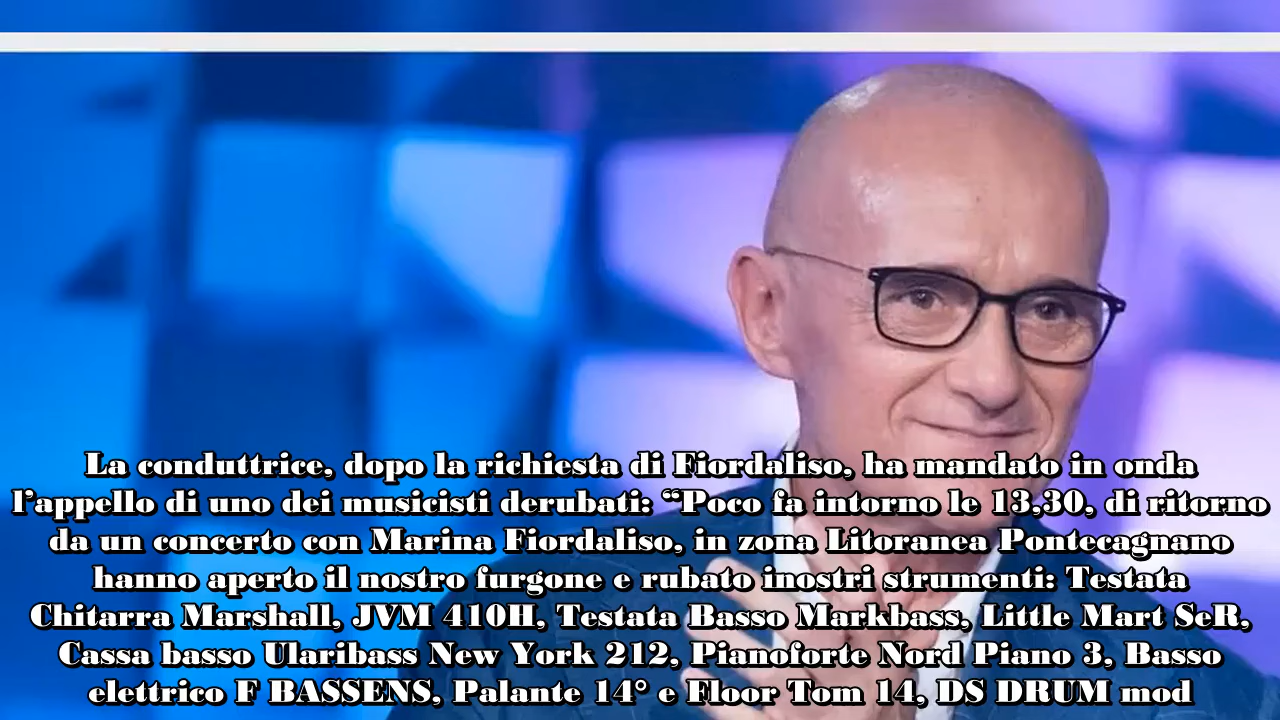 La conduttrice, dopo la richiesta di Fiordaliso, ha mandato in onda
l’appello di uno dei musicisti derubati: “Poco fa intorno le 13,30, di ritorno
da un concerto con Marina Fiordaliso, in zona Litoranea Pontecagnano
hanno aperto il nostro furgone e rubato inostri strumenti: Testata
Chitarra Marshall, JVM 410H, Testata Basso Markbass, Little Mart SeR,
Cassa basso Ularibass New York 212, Pianoforte Nord Piano 3, Basso
elettrico F BASSENS, Palante 14° e Floor Tom 14, DS DRUM mod